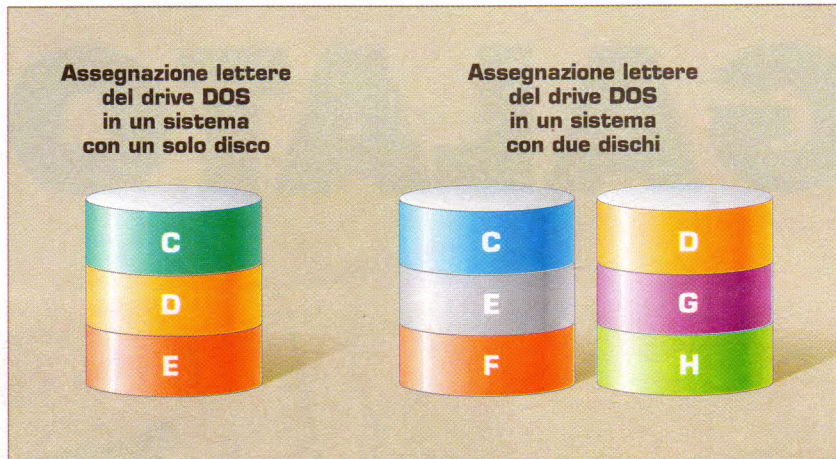 Assegnazione lettere
del drive DOS
in un sistema
con un solo disco
C
D
E
Assegnazione lettere
del drive DOS
in un sistema
con due dischi
C
E
F
D
G
H